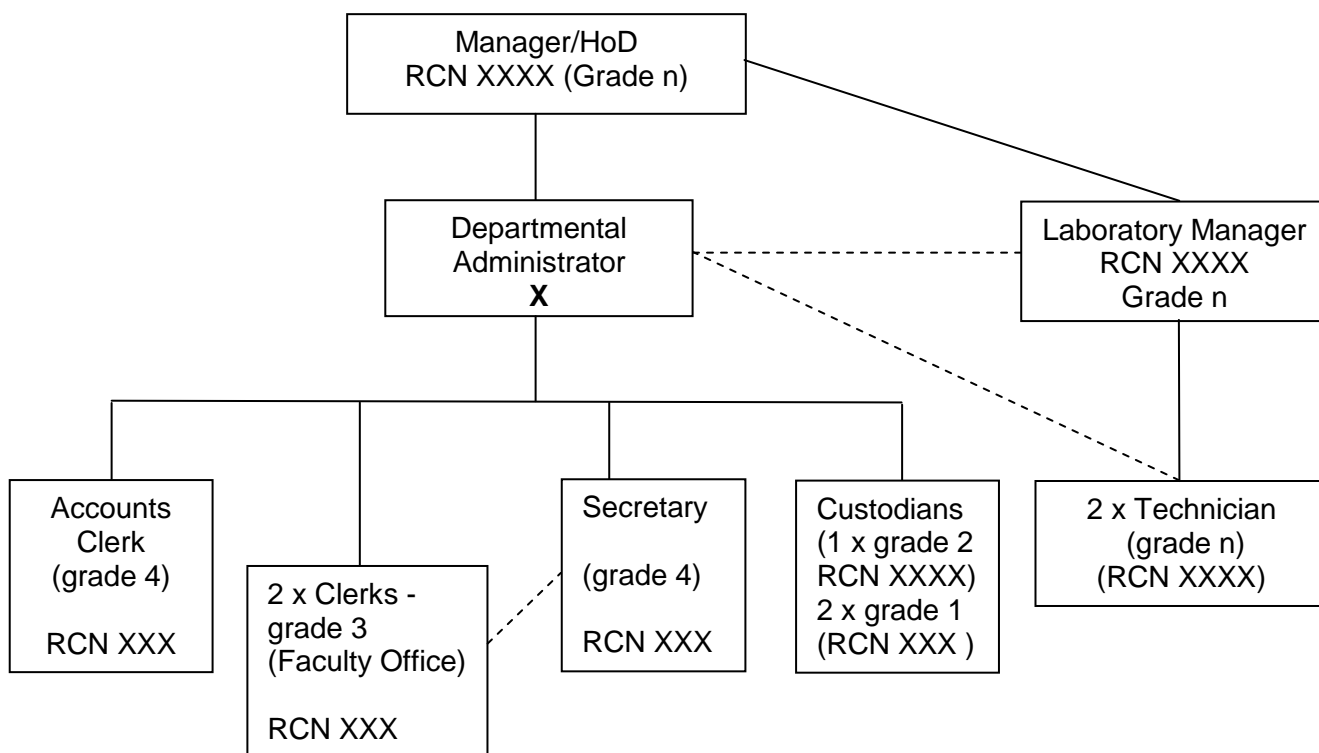 Manager/HoD
RCN XXXX (Grade n)
Departmental
Administrator
X
Laboratory Manager
RCN XXXX
Grade n
Accounts
Clerk
(grade 4)
RCN XXX
2 x Clerks -
grade 3
(Faculty Office)
RCN XXX
Secretary
(grade 4)
RCN XXX
Custodians
(1 x grade 2
RCN XXXX)
2 x grade 1
(RCN XXX )
2 x Technician
(grade n)
(RCN XXXX)